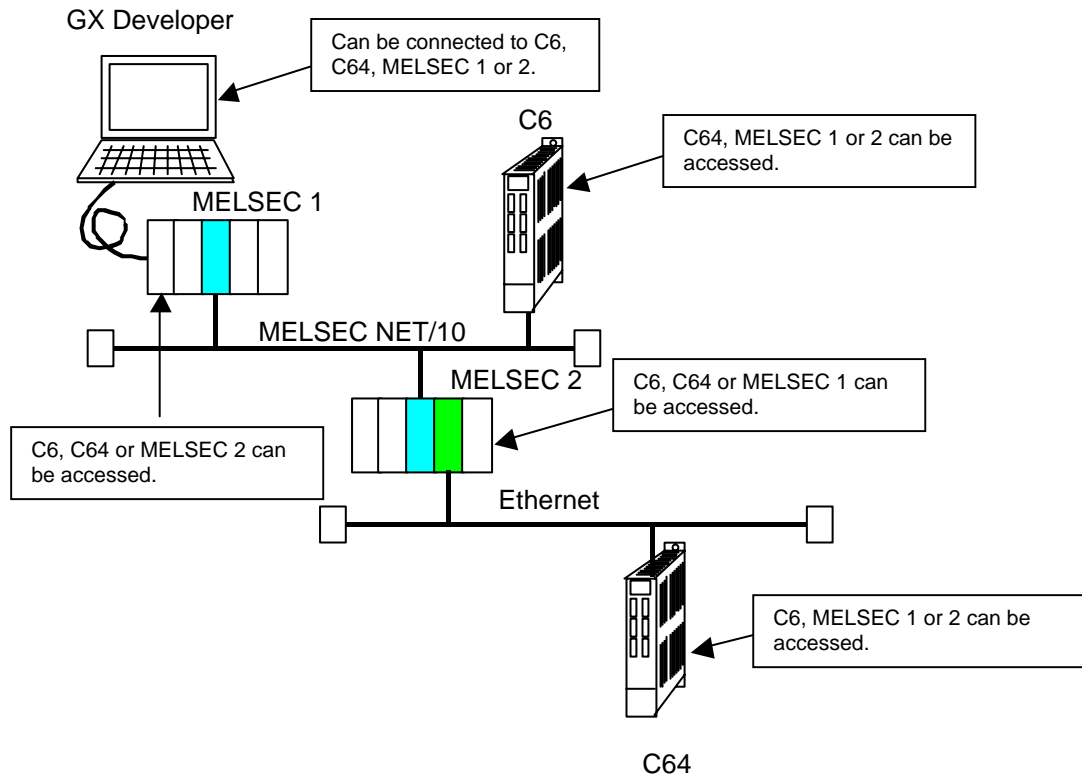 GX Developer
Can be connected to C6,
C64, MELSEC 1 or 2.
C6
C64, MELSEC 1 or 2 can be
accessed.
MELSEC 1
MELSEC NET/10
MELSEC 2
C6, C64 or MELSEC 1 can
be accessed.
C6, C64 or MELSEC 2 can
be accessed.
Ethernet
C6, MELSEC 1 or 2 can be
accessed.
C64